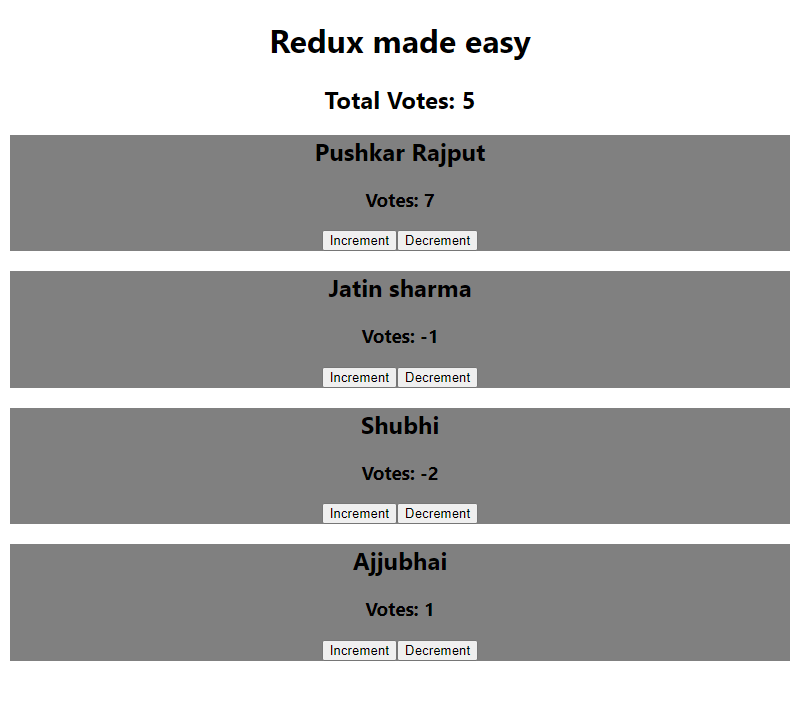 Redux made easy
Total Votes: 5
Pushkar Rajput
Votes: 7
Increment Decrement
Jatin sharma
Votes: -1
Increment Decrement
Shubhi
Votes: -2
Increment Decrement
Ajjubhai
Votes: 1
Increment Decrement